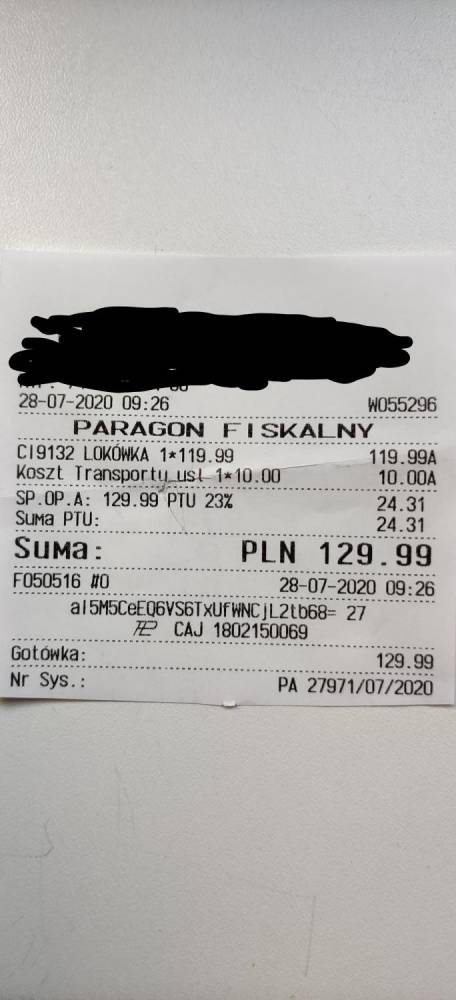 28-07-2020 09:26 W055296
PARAGON FISKALNY
CI9132 LOKÓWKA 1*119.99 119.99A
Koszt Transportu usł 1*10.00 10.00A
SP.OP.A: 129.99 PTU 23% 24.31
Suma PTU: 24.31
Suma: PLN 129.99
F050516 #0 28-07-2020 09:26
aI5M5CeEQ6VS6TxUfWNCjL2tb68= 27
CAJ 1802150069
Gotówka: 129.99
Nr Sys.: PA 27971/07/2020